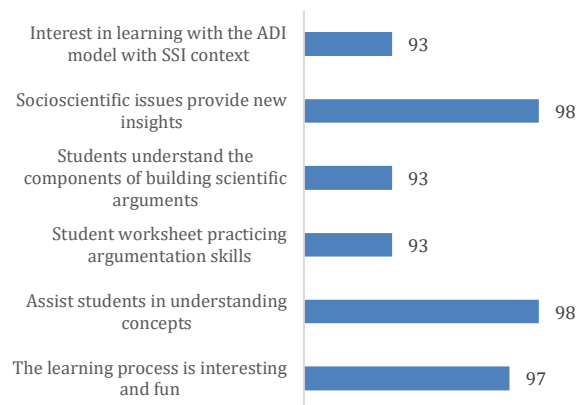 Interest in learning with the ADI
model with SSI context
93
Socioscientific issues provide new
insights
98
Students understand the
components of building scientific
arguments
93
Student worksheet practicing
argumentation skills
93
Assist students in understanding
concepts
98
The learning process is interesting
and fun
97